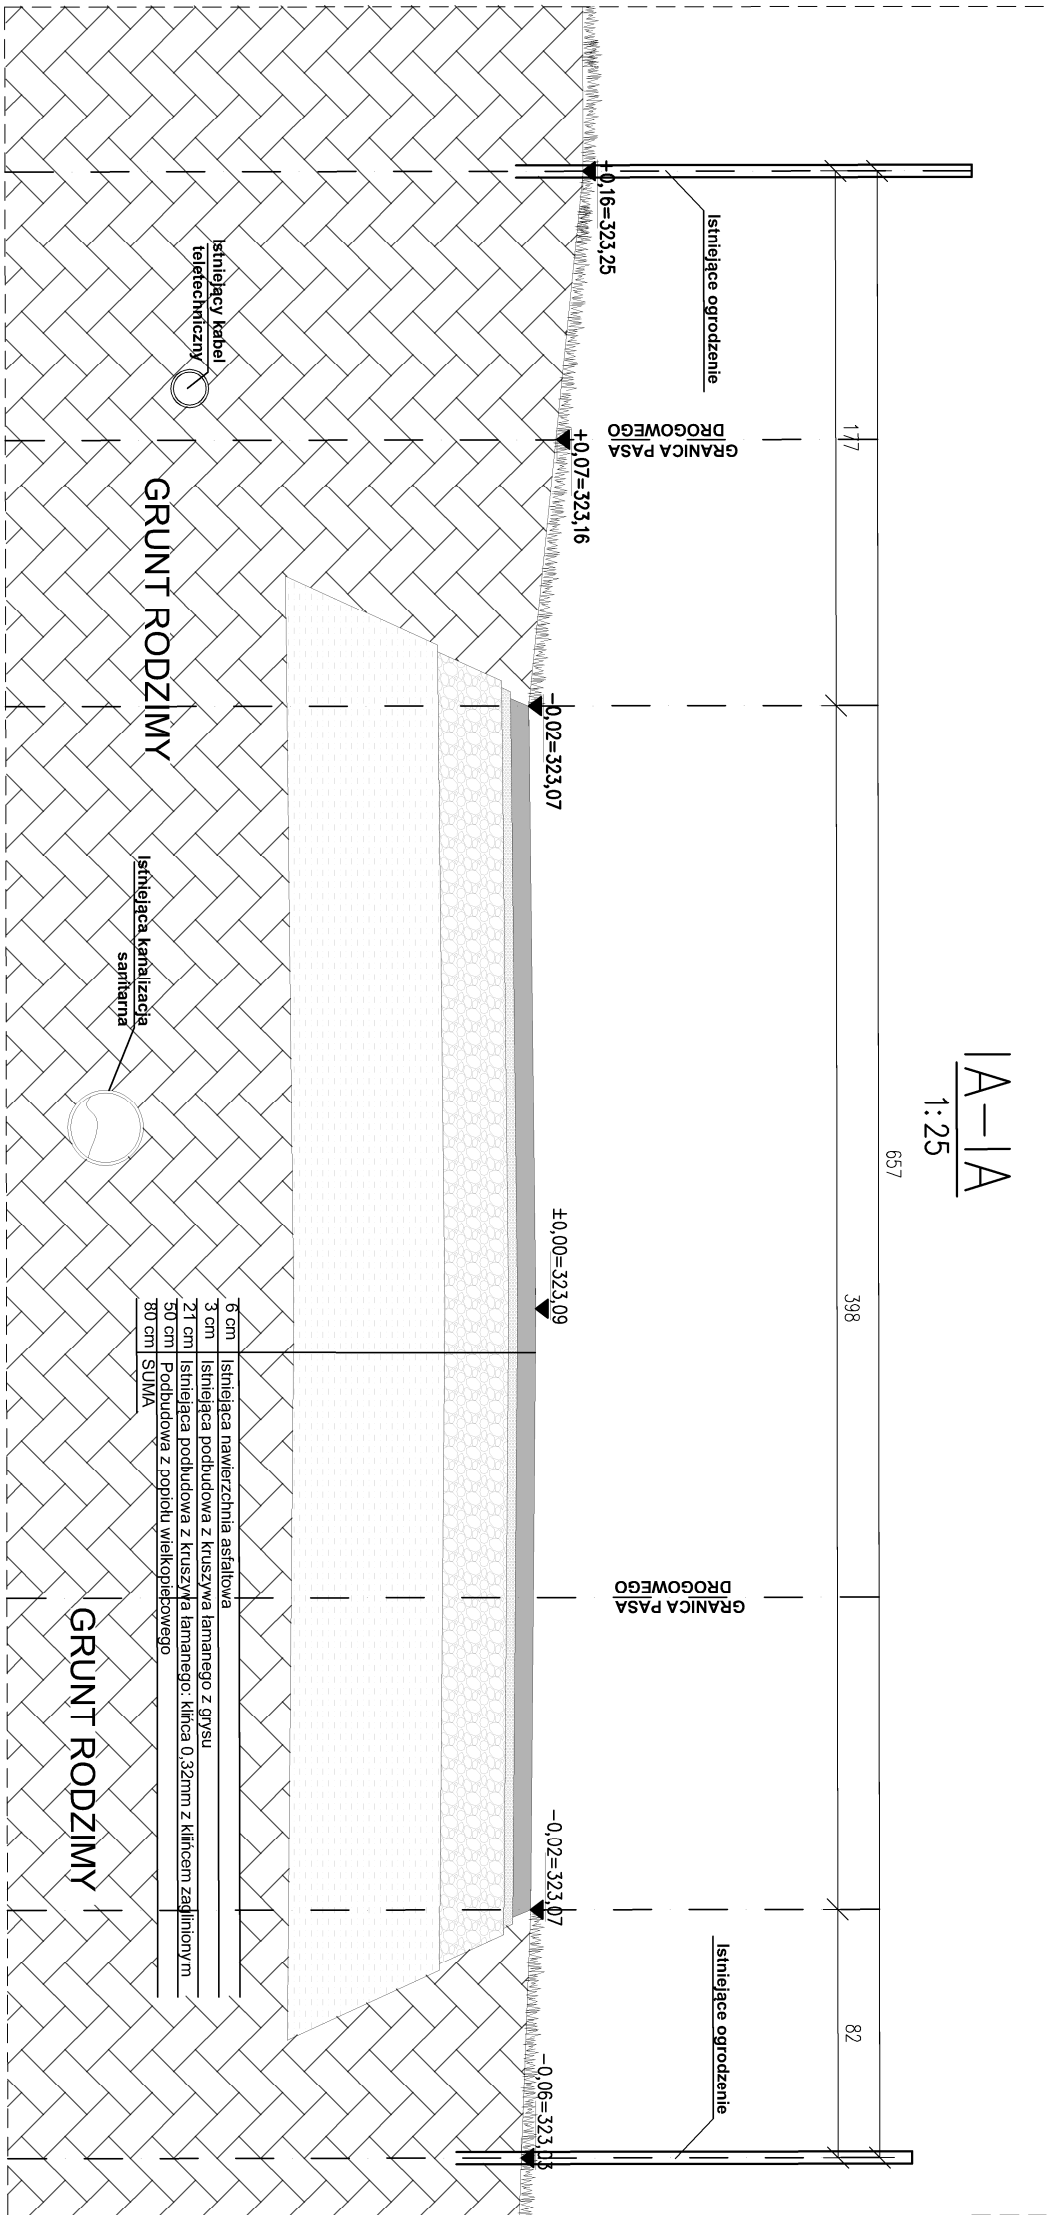 IA-IA
1:25
657
177
398
82
Istniejące ogrodzenie
GRANICA PASA
DROGOWEGO
GRANICA PASA
DROGOWEGO
Istniejące ogrodzenie
+0,16=323,25
+0,07=323,16
-0,02=323,07
±0,00=323,09
-0,02=323,07
-0,06=323,03
Istniejący kabel
teletechniczny
GRUNT RODZIMY
Istniejąca kanalizacja
sanitarna
6 cm Istniejąca nawierzchnia asfaltowa
3 cm Istniejąca podbudowa z kruszywa łamanego z grysu
21 cm Istniejąca podbudowa z kruszywa łamanego: klińca 0,32mm z klińcem zaglinionym
50 cm Podbudowa z popiołu wielkopiecowego
80 cm SUMA
GRUNT RODZIMY